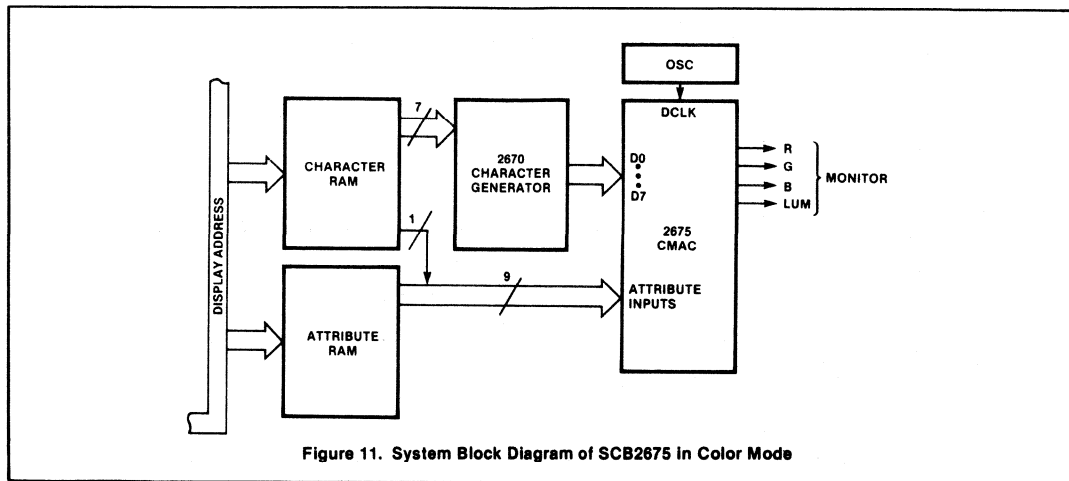 OSC
DCLK
7
CHARACTER
RAM
2670
CHARACTER
GENERATOR
D0
D7
R
G
B
LUM
MONITOR
2675
CMAC
1
DISPLAY ADDRESS
9
ATTRIBUTE
INPUTS
ATTRIBUTE
RAM
Figure 11. System Block Diagram of SCB2675 in Color Mode